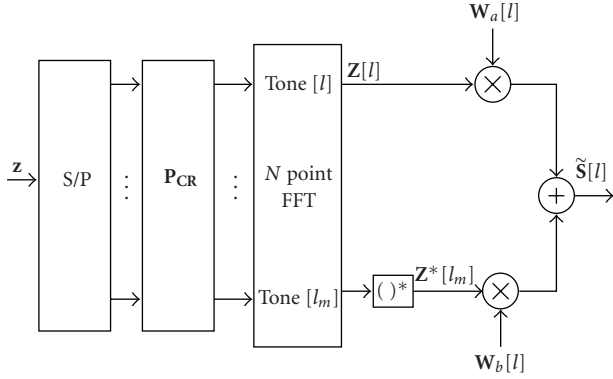 W_a[l]
Tone [l]
Z[l]
×
z
S/P
⋮
P_CR
⋮
N point
FFT
S̃[l]
+
Tone [l_m]
( )*
Z*[l_m]
×
W_b[l]